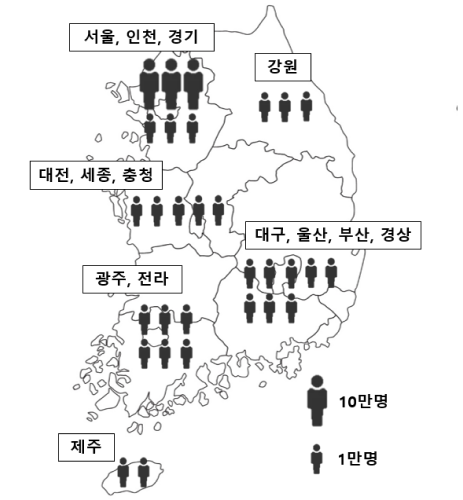 서울, 인천, 경기
강원
대전, 세종, 충청
대구, 울산, 부산, 경상
광주, 전라
10만명
제주
1만명